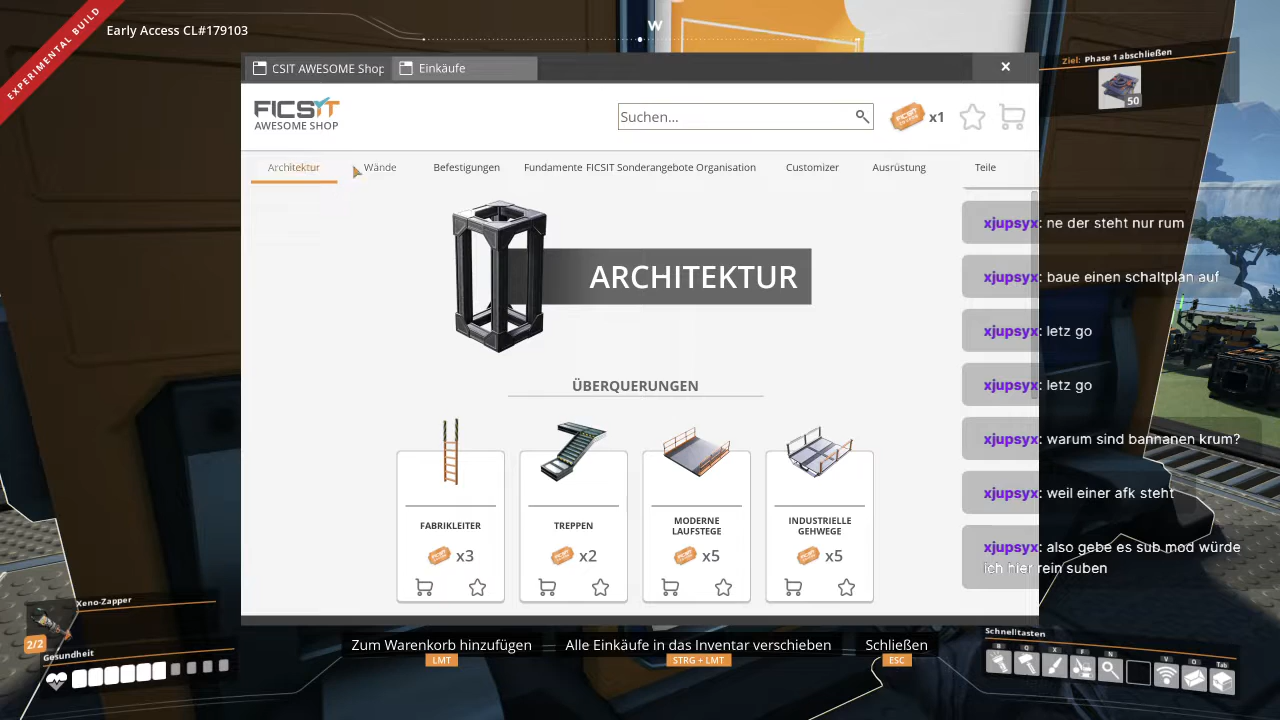 EXPERIMENTAL BUILD
Early Access CL#179103
W
Ziel: Phase 1 abschließen
50
CSIT AWESOME Shop
Einkäufe
×
FICSIT
AWESOME SHOP
Suchen...
x1
Architektur
Wände
Befestigungen
Fundamente
FICSIT Sonderangebote
Organisation
Customizer
Ausrüstung
Teile
ARCHITEKTUR
ÜBERQUERUNGEN
FABRIKLEITER
x3
TREPPEN
x2
MODERNE
LAUFSTEGE
x5
INDUSTRIELLE
GEHWEGE
x5
xjupsyx: ne der steht nur rum
xjupsyx: baue einen schaltplan auf
xjupsyx: letz go
xjupsyx: letz go
xjupsyx: warum sind bannanen krum?
xjupsyx: weil einer afk steht
xjupsyx: also gebe es sub mod würde
ich hier rein suben
Xeno-Zapper
2/2
Gesundheit
Zum Warenkorb hinzufügen
LMT
Alle Einkäufe in das Inventar verschieben
STRG + LMT
Schließen
ESC
Schnelltasten
B
Q
X
F
N
V
O
Tab